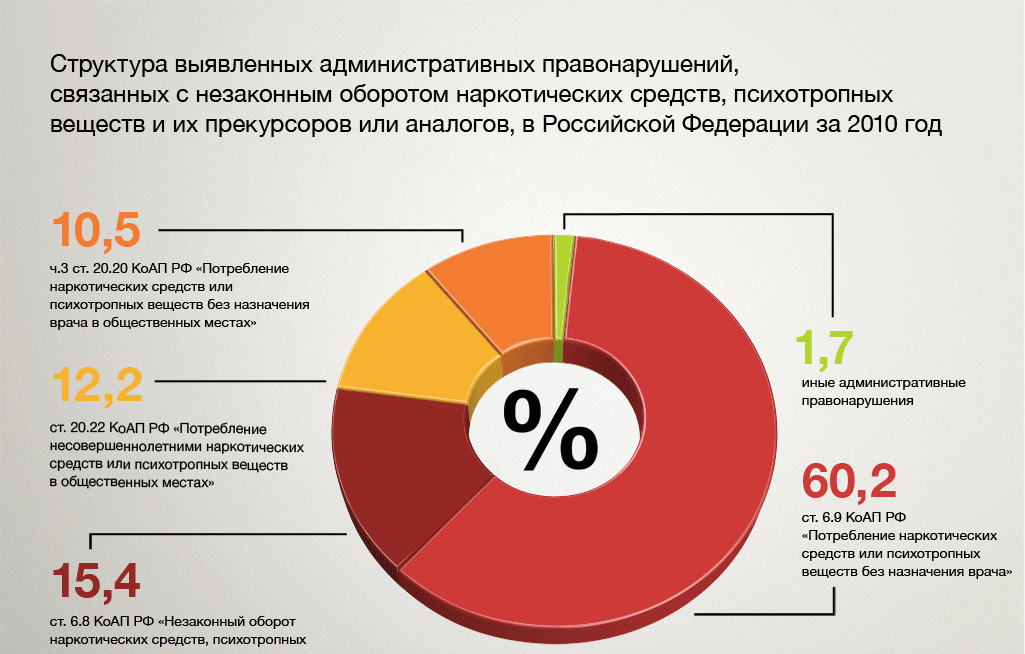 Структура выявленных административных правонарушений,
связанных с незаконным оборотом наркотических средств, психотропных
веществ и их прекурсоров или аналогов, в Российской Федерации за 2010 год
10,5
ч.3 ст. 20.20 КоАП РФ «Потребление
наркотических средств или
психотропных веществ без назначения
врача в общественных местах»
12,2
ст. 20.22 КоАП РФ «Потребление
несовершеннолетними наркотических
средств или психотропных веществ
в общественных местах»
15,4
ст. 6.8 КоАП РФ «Незаконный оборот
наркотических средств, психотропных
%
1,7
иные административные
правонарушения
60,2
ст. 6.9 КоАП РФ
«Потребление наркотических
средств или психотропных
веществ без назначения врача»